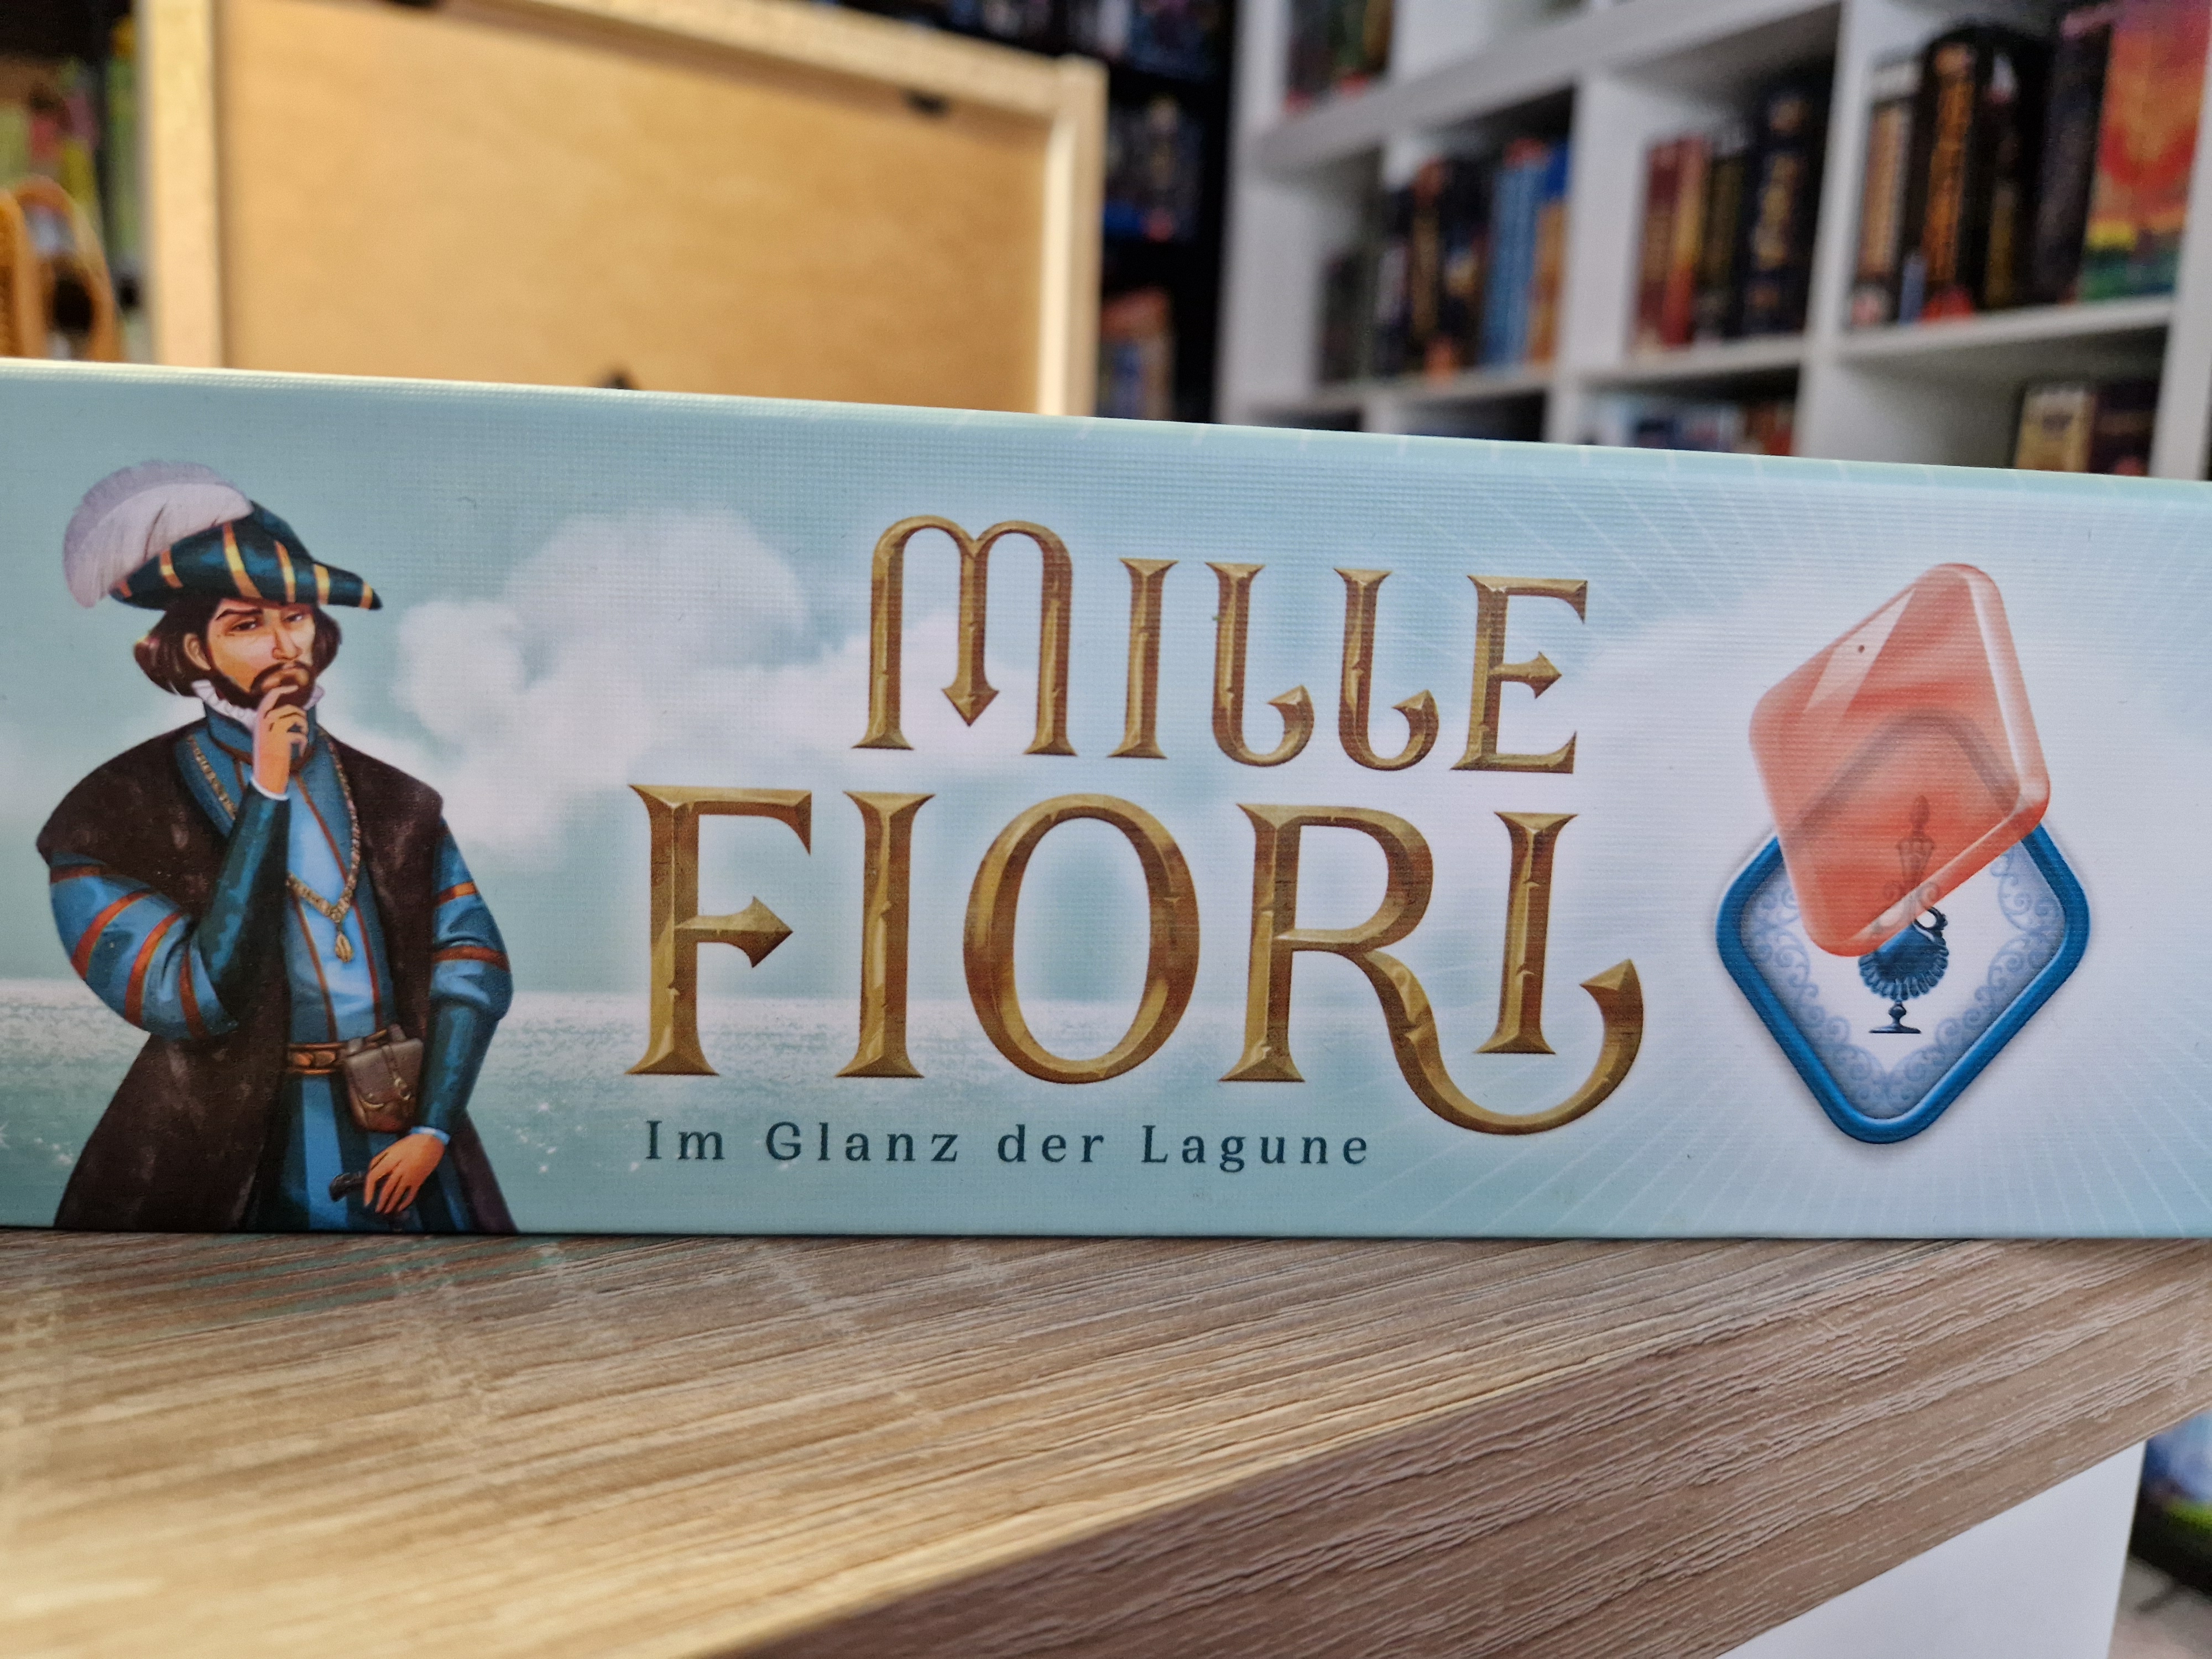 MILLE
FIORI
Im Glanz der Lagune